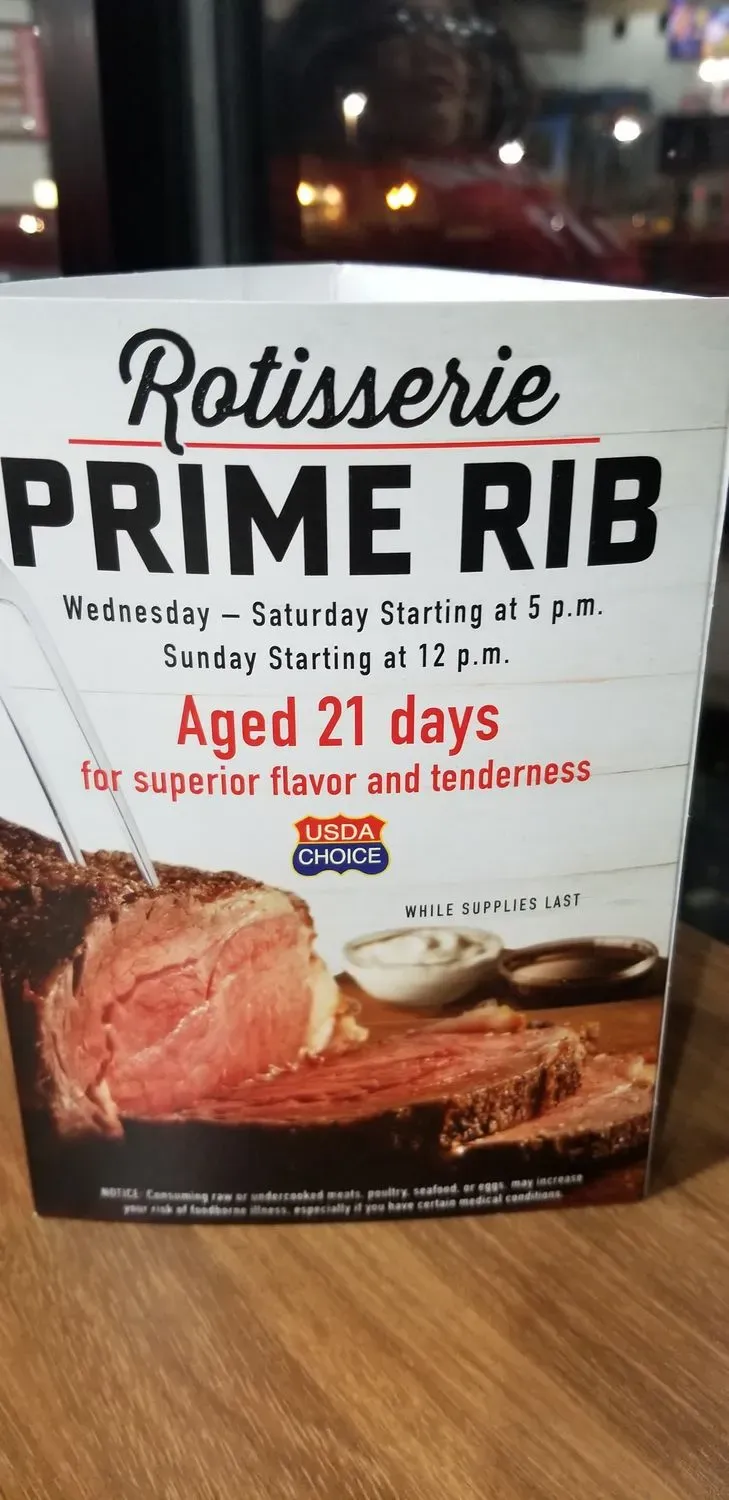 Rotisserie
PRIME RIB
Wednesday – Saturday Starting at 5 p.m.
Sunday Starting at 12 p.m.
Aged 21 days
for superior flavor and tenderness
USDA
CHOICE
WHILE SUPPLIES LAST
NOTICE: Consuming raw or undercooked meats, poultry, seafood, or eggs, may increase
your risk of foodborne illness, especially if you have certain medical conditions.